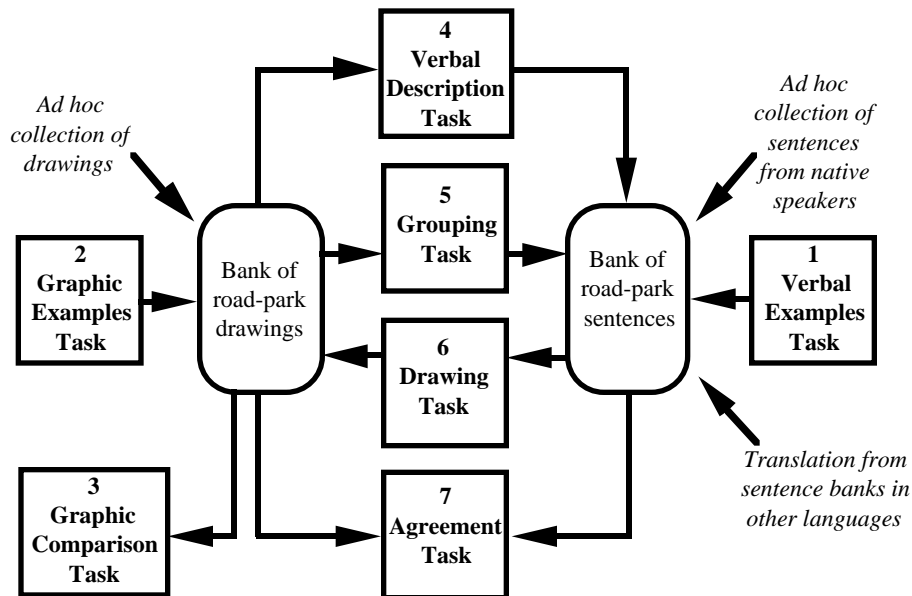 4
Verbal
Description
Task
Ad hoc
collection of
drawings
Ad hoc
collection of
sentences
from native
speakers
5
Grouping
Task
2
Graphic
Examples
Task
Bank of
road-park
drawings
Bank of
road-park
sentences
1
Verbal
Examples
Task
6
Drawing
Task
3
Graphic
Comparison
Task
7
Agreement
Task
Translation from
sentence banks in
other languages